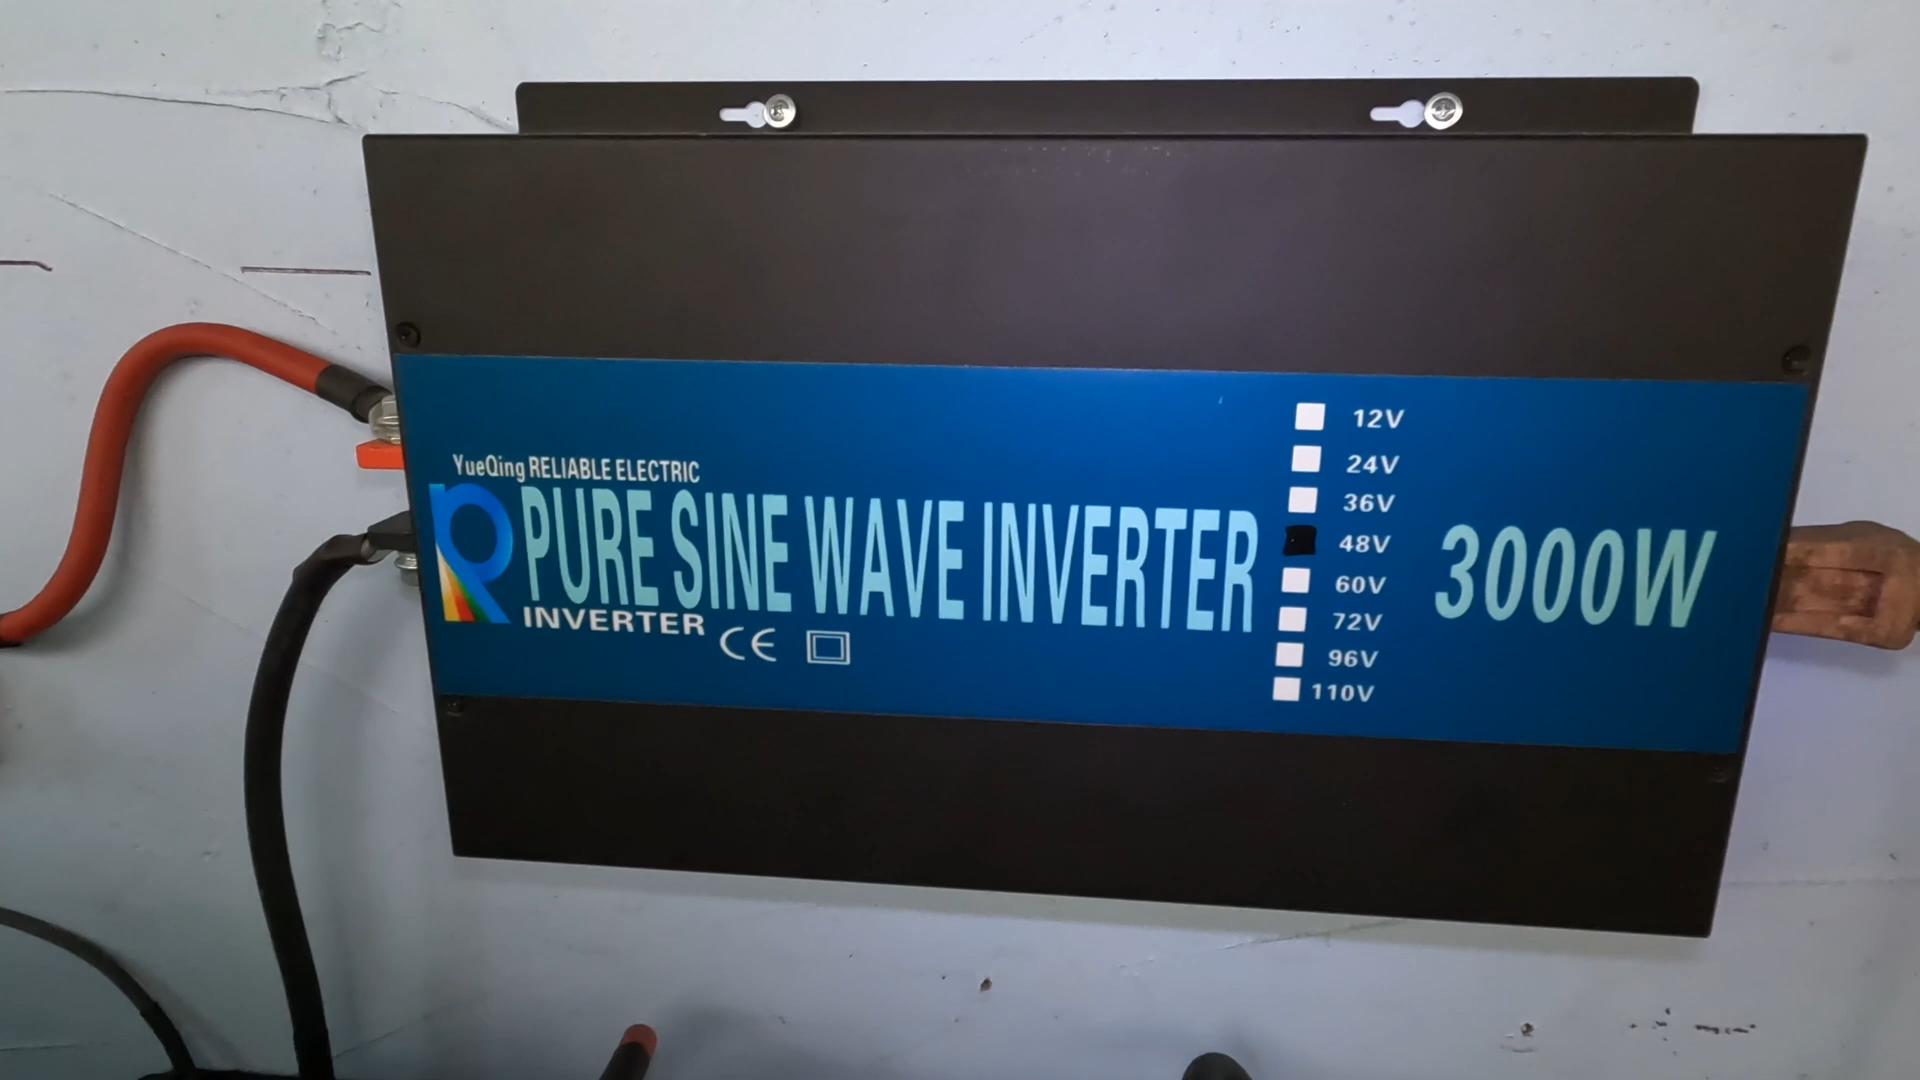 YueQing RELIABLE ELECTRIC
PURE SINE WAVE INVERTER
INVERTER
CE
12V
24V
36V
48V
60V
72V
96V
110V
3000W